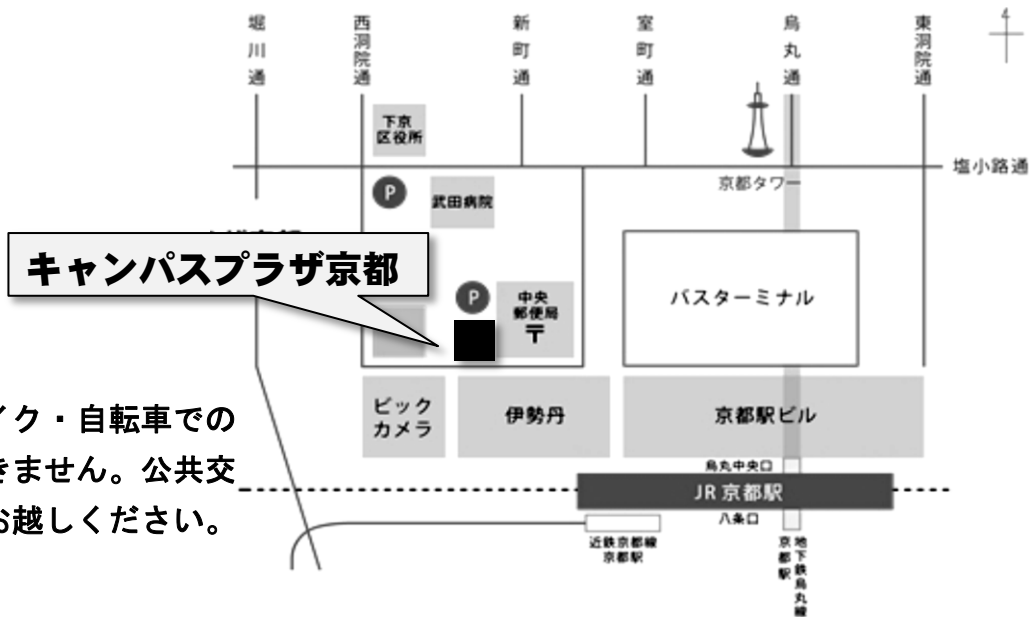 堀川通
西洞院通
新町通
室町通
烏丸通
東洞院通
4
下京
区役所
塩小路通
京都タワー
P
武田病院
キャンパスプラザ京都
P
中央
郵便局
〒
バスターミナル
ビック
カメラ
伊勢丹
京都駅ビル
イク・自転車での
きません。公共交
お越しください。
烏丸中央口
JR 京都駅
八条口
近鉄京都線
京都駅
地下鉄烏丸線
京都駅